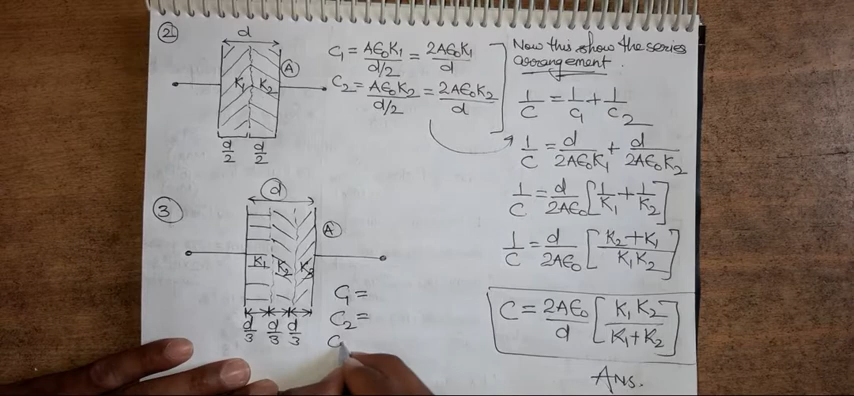 2
d
K₁ K₂ A
d/2 d/2
C₁ = Aϵ₀K₁/d/2 = 2Aϵ₀K₁/d
C₂ = Aϵ₀K₂/d/2 = 2Aϵ₀K₂/d
Now this show the series
arrangement.
1/C = 1/C₁ + 1/C₂
1/C = d/2Aϵ₀K₁ + d/2Aϵ₀K₂
1/C = d/2Aϵ₀ [1/K₁ + 1/K₂]
1/C = d/2Aϵ₀ [K₂+K₁/K₁K₂]
C = 2Aϵ₀/d [K₁K₂/K₁+K₂]
Ans.
3
d
A
K₁ K₂ K₃
d/3 d/3 d/3
C₁ =
C₂ =
C